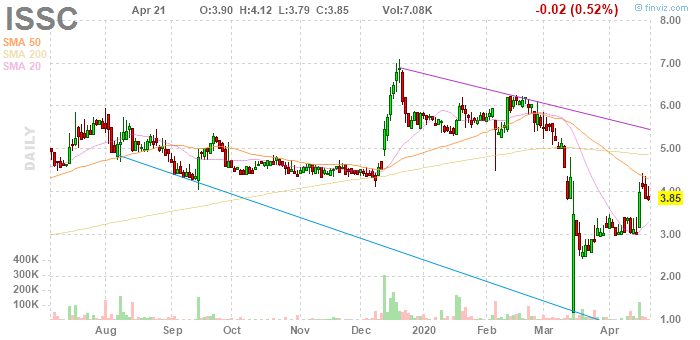 ISSC Apr 21 O:3.90 H:4.12 L:3.79 C:3.85 Vol:7.08K -0.02 (0.52%) © finviz.com
SMA 50
SMA 200
SMA 20
DAILY
8.00
7.00
6.00
5.00
4.00
3.85
3.00
2.00
1.00
400K
300K
200K
100K
Aug Sep Oct Nov Dec 2020 Feb Mar Apr